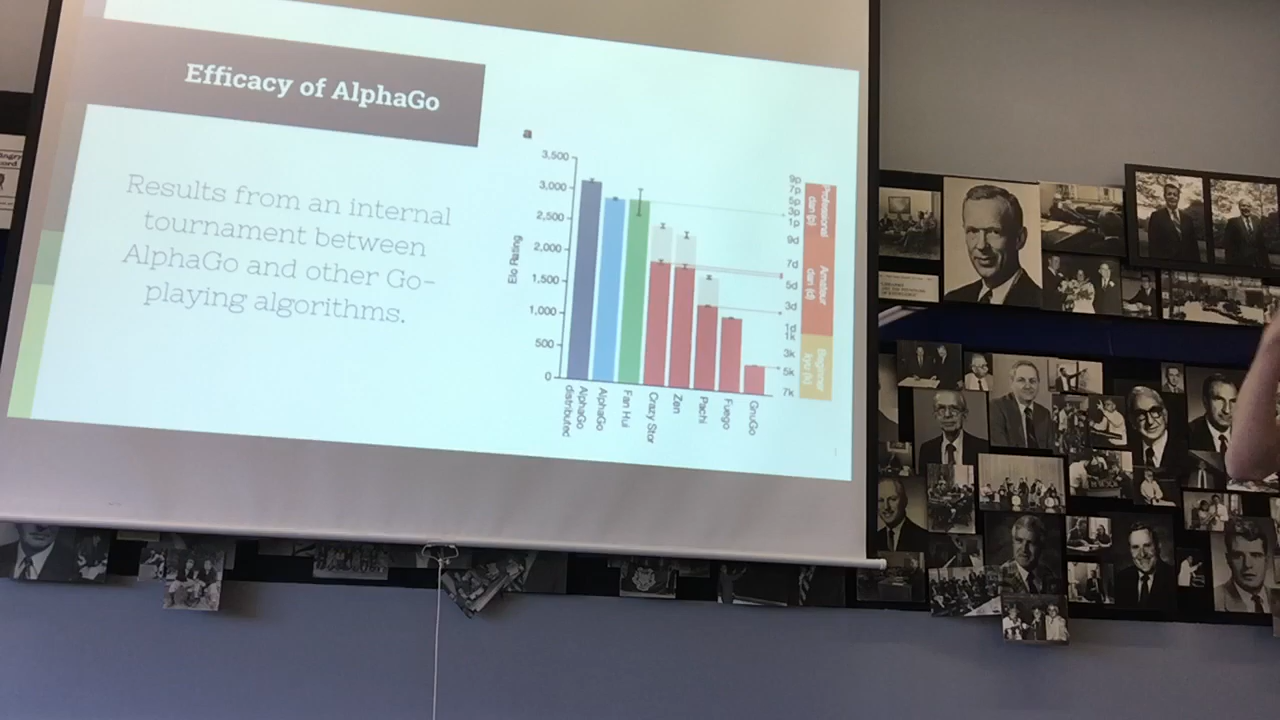 Efficacy of AlphaGo
Results from an internal
tournament between
AlphaGo and other Go-
playing algorithms.
a
3,500
3,000
2,500
2,000
1,500
1,000
500
0
Elo Rating
AlphaGo
distributed
AlphaGo
Fan Hui
Crazy Stone
Zen
Pachi
Fuego
GnuGo
9p
7p
5p
3p
1p
9d
7d
5d
3d
1d
1k
3k
5k
7k
Professional
dan (p)
Amateur
dan (d)
Beginner
kyu (k)